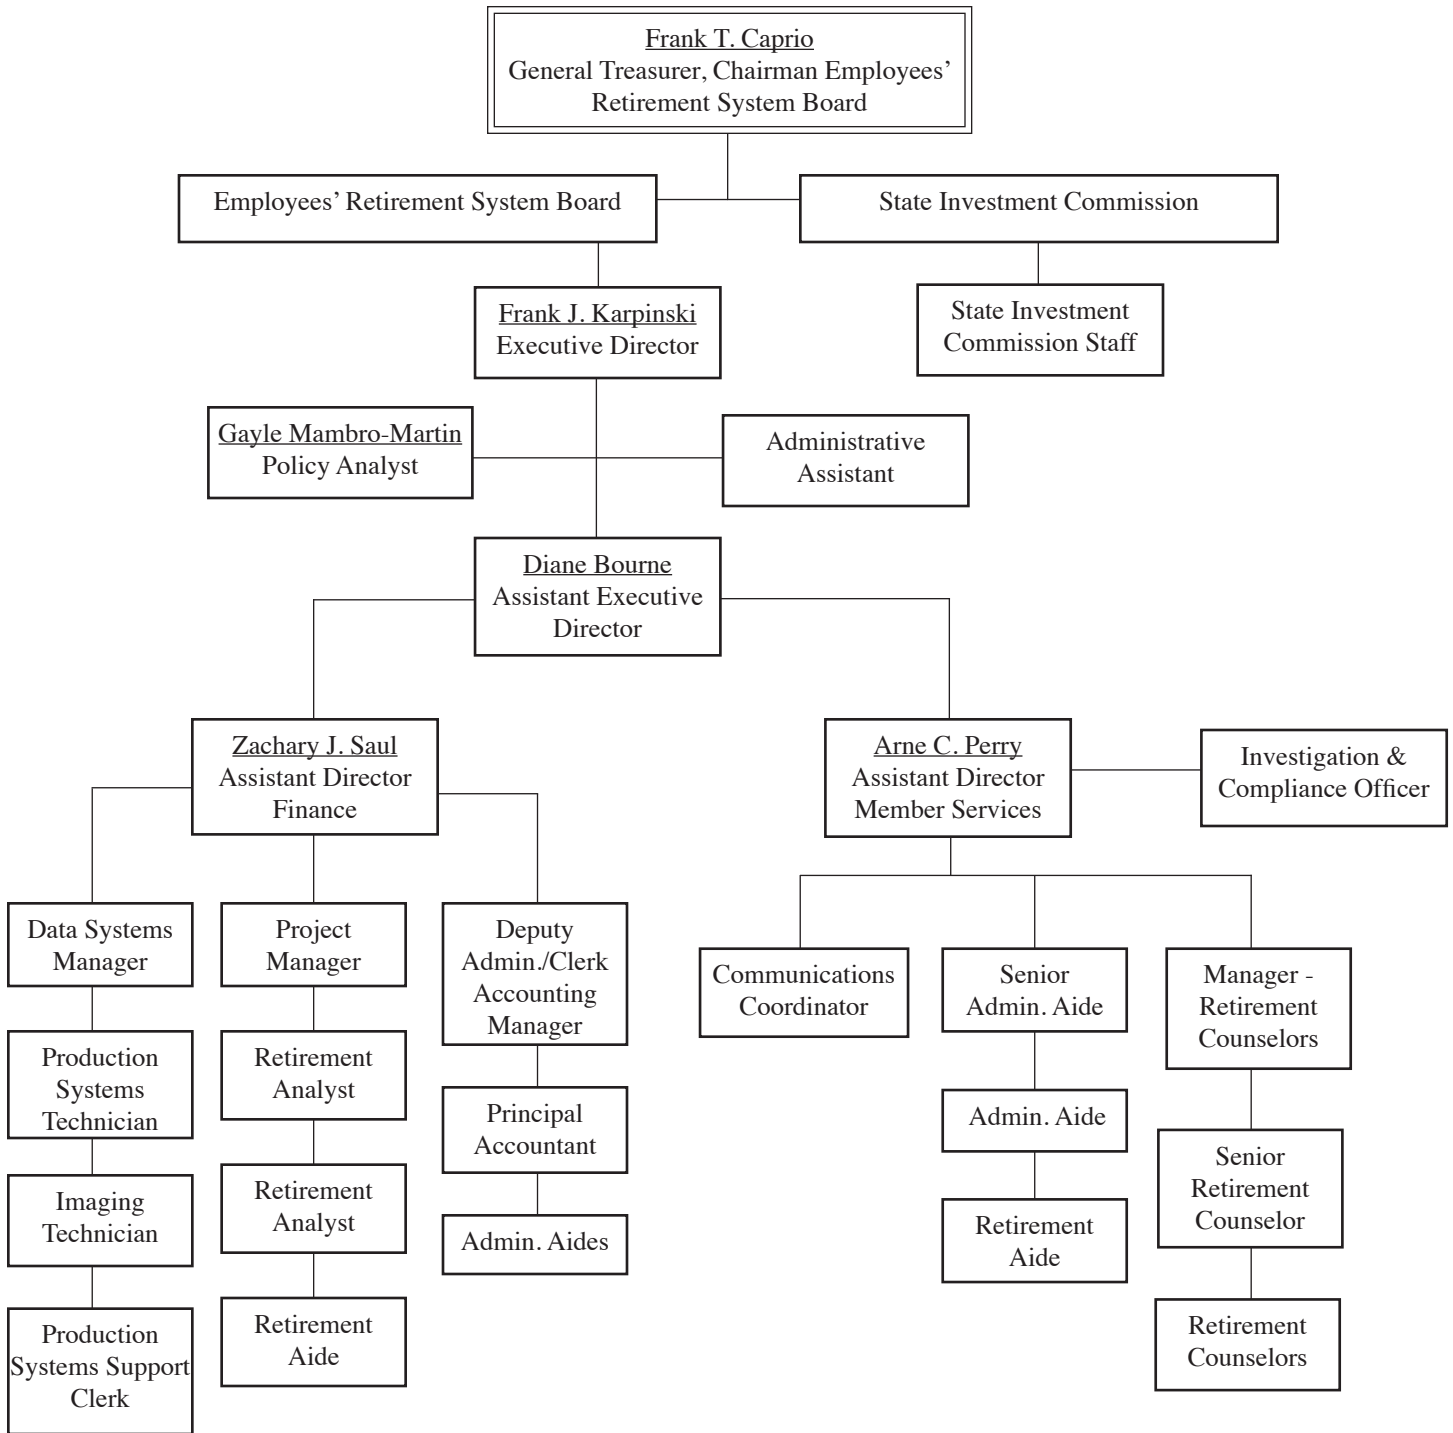 Frank T. Caprio
General Treasurer, Chairman Employees’
Retirement System Board
Employees’ Retirement System Board
State Investment Commission
Frank J. Karpinski
Executive Director
State Investment
Commission Staff
Gayle Mambro-Martin
Policy Analyst
Administrative
Assistant
Diane Bourne
Assistant Executive
Director
Zachary J. Saul
Assistant Director
Finance
Arne C. Perry
Assistant Director
Member Services
Investigation &
Compliance Officer
Data Systems
Manager
Project
Manager
Deputy
Admin./Clerk
Accounting
Manager
Communications
Coordinator
Senior
Admin. Aide
Manager -
Retirement
Counselors
Production
Systems
Technician
Retirement
Analyst
Principal
Accountant
Admin. Aide
Senior
Retirement
Counselor
Imaging
Technician
Retirement
Analyst
Admin. Aides
Retirement
Aide
Production
Systems Support
Clerk
Retirement
Aide
Retirement
Counselors